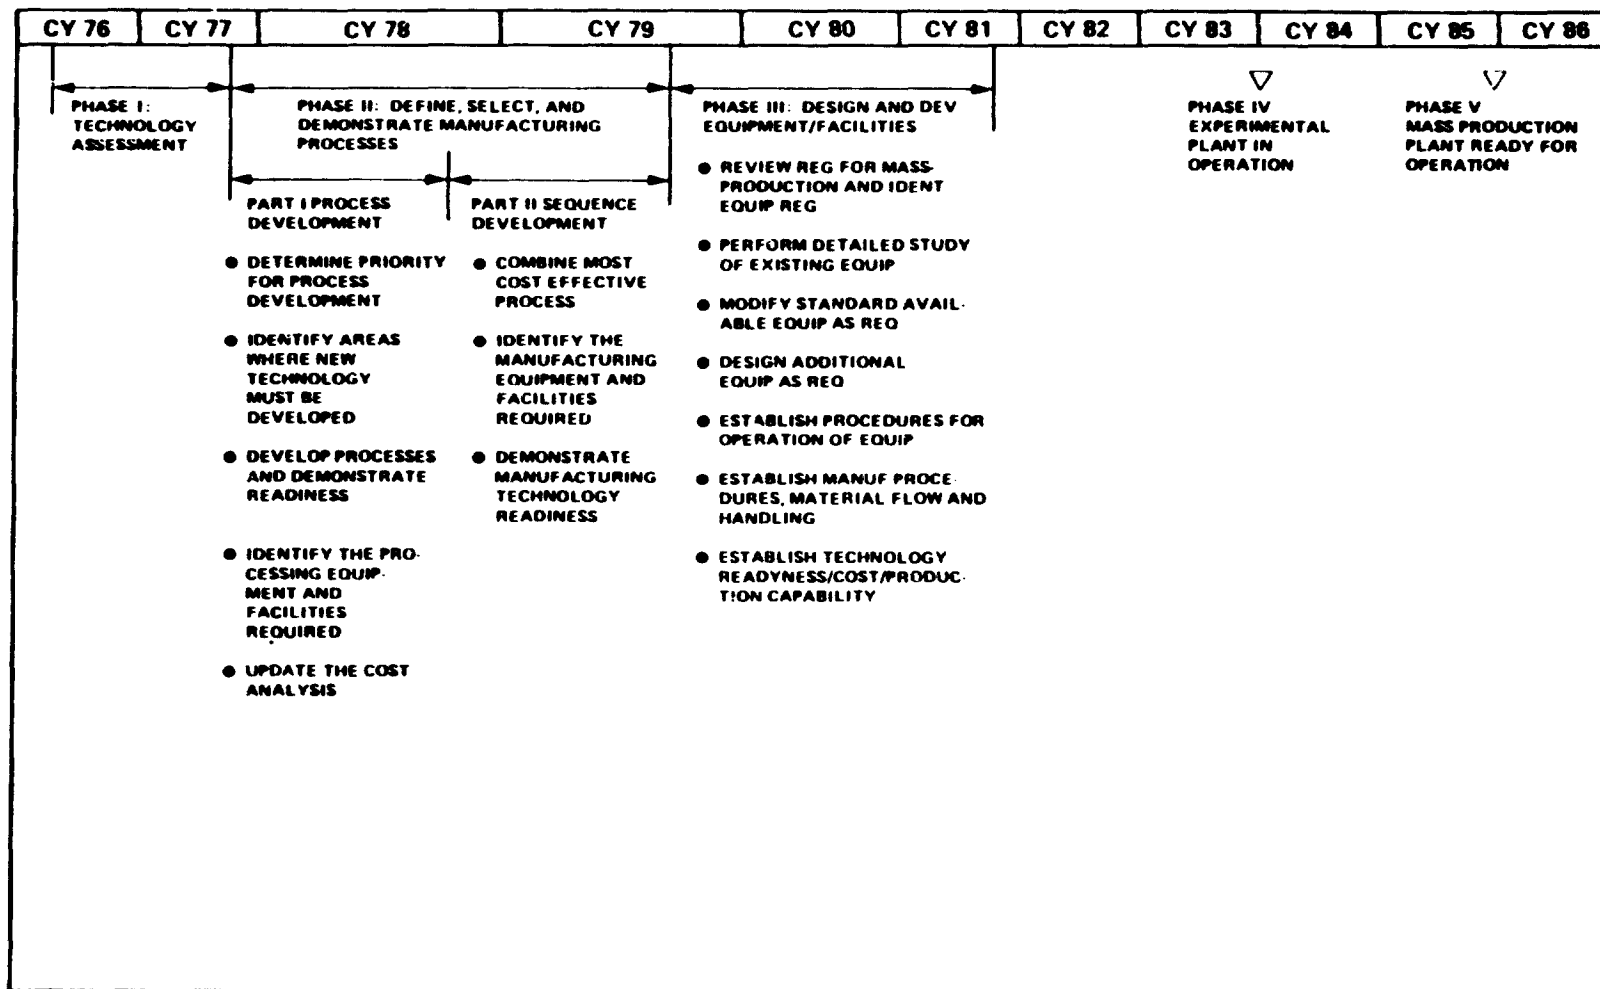 CY 76 CY 77 CY 78 CY 79 CY 80 CY 81 CY 82 CY 83 CY 84 CY 85 CY 86
PHASE I:
TECHNOLOGY
ASSESSMENT
PHASE II: DEFINE, SELECT, AND
DEMONSTRATE MANUFACTURING
PROCESSES
PART I PROCESS
DEVELOPMENT
● DETERMINE PRIORITY
FOR PROCESS
DEVELOPMENT
● IDENTIFY AREAS
WHERE NEW
TECHNOLOGY
MUST BE
DEVELOPED
● DEVELOP PROCESSES
AND DEMONSTRATE
READINESS
● IDENTIFY THE PRO-
CESSING EQUIP-
MENT AND
FACILITIES
REQUIRED
● UPDATE THE COST
ANALYSIS
PART II SEQUENCE
DEVELOPMENT
● COMBINE MOST
COST EFFECTIVE
PROCESS
● IDENTIFY THE
MANUFACTURING
EQUIPMENT AND
FACILITIES
REQUIRED
● DEMONSTRATE
MANUFACTURING
TECHNOLOGY
READINESS
PHASE III: DESIGN AND DEV
EQUIPMENT/FACILITIES
● REVIEW REG FOR MASS-
PRODUCTION AND IDENT
EQUIP REG
● PERFORM DETAILED STUDY
OF EXISTING EQUIP
● MODIFY STANDARD AVAIL-
ABLE EQUIP AS REQ
● DESIGN ADDITIONAL
EQUIP AS REQ
● ESTABLISH PROCEDURES FOR
OPERATION OF EQUIP
● ESTABLISH MANUF PROCE-
DURES, MATERIAL FLOW AND
HANDLING
● ESTABLISH TECHNOLOGY
READYNESS/COST/PRODUC-
TION CAPABILITY
PHASE IV
EXPERIMENTAL
PLANT IN
OPERATION
PHASE V
MASS PRODUCTION
PLANT READY FOR
OPERATION